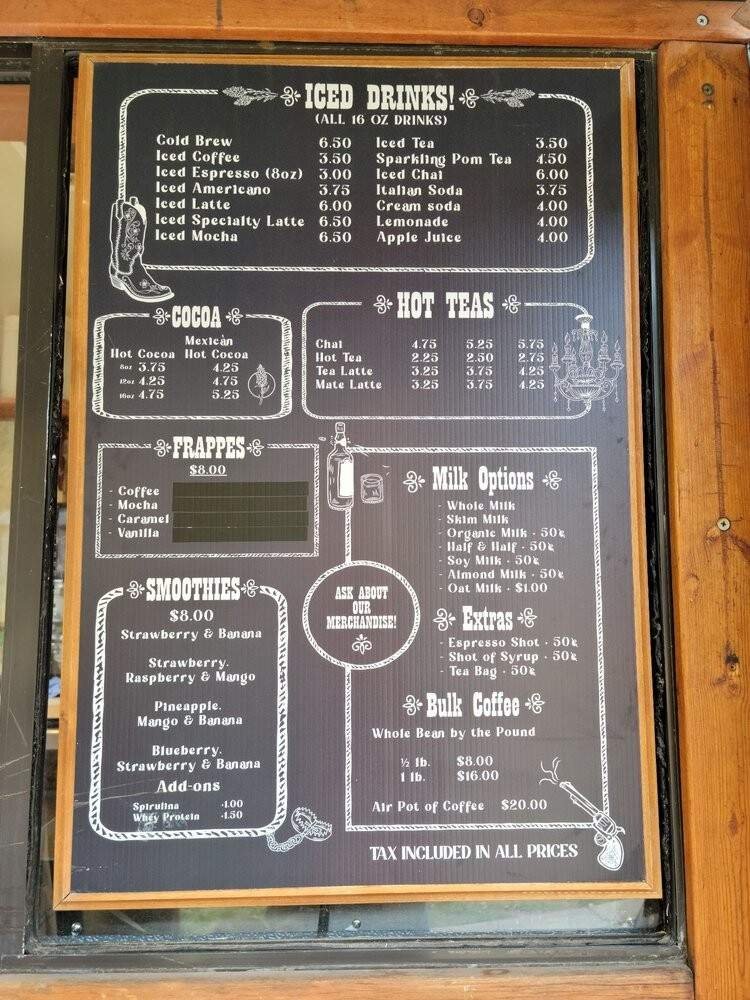 ICED DRINKS!
(ALL 16 OZ DRINKS)
Cold Brew 6.50
Iced Coffee 3.50
Iced Espresso (8oz) 3.00
Iced Americano 3.75
Iced Latte 6.00
Iced Specialty Latte 6.50
Iced Mocha 6.50
Iced Tea 3.50
Sparkling Pom Tea 4.50
Iced Chai 6.00
Italian Soda 3.75
Cream soda 4.00
Lemonade 4.00
Apple Juice 4.00
COCOA
Mexican
Hot Cocoa Hot Cocoa
8oz 3.75 4.25
12oz 4.25 4.75
16oz 4.75 5.25
HOT TEAS
Chai 4.75 5.25 5.75
Hot Tea 2.25 2.50 2.75
Tea Latte 3.25 3.75 4.25
Mate Latte 3.25 3.75 4.25
FRAPPES
$8.00
- Coffee
- Mocha
- Caramel
- Vanilla
SMOOTHIES
$8.00
Strawberry & Banana
Strawberry,
Raspberry & Mango
Pineapple,
Mango & Banana
Blueberry,
Strawberry & Banana
Add-ons
Spirulina
Whey Protein
ASK ABOUT
OUR
MERCHANDISE!
Milk Options
- Whole Milk
- Skim Milk
- Organic Milk - 50¢
- Half & Half - 50¢
- Soy Milk - 50¢
- Almond Milk - 50¢
- Oat Milk - $1.00
Extras
- Espresso Shot - 50¢
- Shot of Syrup - 50¢
- Tea Bag - 50¢
Bulk Coffee
Whole Bean by the Pound
½ lb. $8.00
1 lb. $16.00
Air Pot of Coffee $20.00
TAX INCLUDED IN ALL PRICES